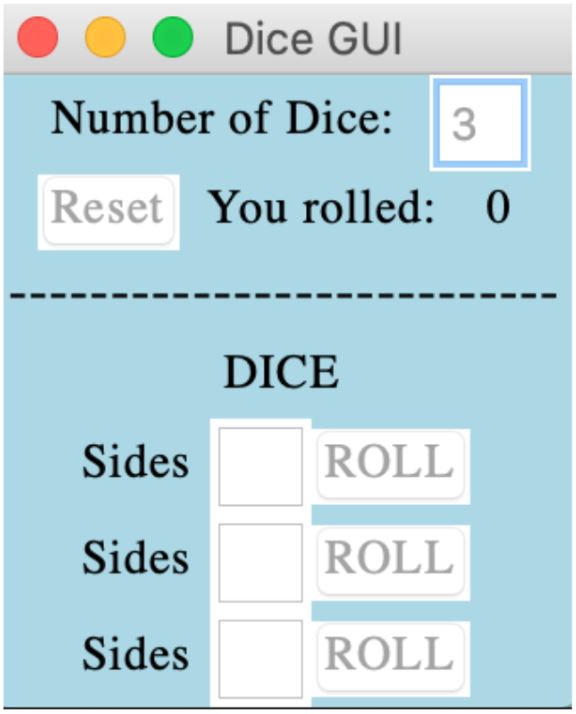 Dice GUI
Number of Dice: 3
Reset You rolled: 0
---------------------------
DICE
Sides ROLL
Sides ROLL
Sides ROLL